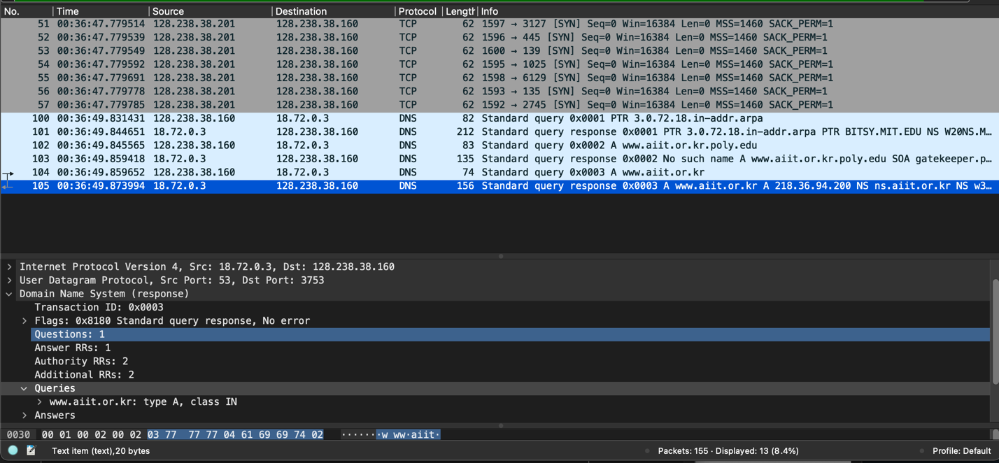 No. Time Source Destination Protocol Length Info
51 00:36:47.779514 128.238.38.201 128.238.38.160 TCP 62 1597 → 3127 [SYN] Seq=0 Win=16384 Len=0 MSS=1460 SACK_PERM=1
52 00:36:47.779539 128.238.38.201 128.238.38.160 TCP 62 1596 → 445 [SYN] Seq=0 Win=16384 Len=0 MSS=1460 SACK_PERM=1
53 00:36:47.779549 128.238.38.201 128.238.38.160 TCP 62 1600 → 139 [SYN] Seq=0 Win=16384 Len=0 MSS=1460 SACK_PERM=1
54 00:36:47.779592 128.238.38.201 128.238.38.160 TCP 62 1595 → 1025 [SYN] Seq=0 Win=16384 Len=0 MSS=1460 SACK_PERM=1
55 00:36:47.779691 128.238.38.201 128.238.38.160 TCP 62 1598 → 6129 [SYN] Seq=0 Win=16384 Len=0 MSS=1460 SACK_PERM=1
56 00:36:47.779778 128.238.38.201 128.238.38.160 TCP 62 1593 → 135 [SYN] Seq=0 Win=16384 Len=0 MSS=1460 SACK_PERM=1
57 00:36:47.779785 128.238.38.201 128.238.38.160 TCP 62 1592 → 2745 [SYN] Seq=0 Win=16384 Len=0 MSS=1460 SACK_PERM=1
100 00:36:49.831431 128.238.38.160 18.72.0.3 DNS 82 Standard query 0x0001 PTR 3.0.72.18.in-addr.arpa
101 00:36:49.844651 18.72.0.3 128.238.38.160 DNS 212 Standard query response 0x0001 PTR 3.0.72.18.in-addr.arpa PTR BITSY.MIT.EDU NS W20NS.M…
102 00:36:49.845565 128.238.38.160 18.72.0.3 DNS 83 Standard query 0x0002 A www.aiit.or.kr.poly.edu
103 00:36:49.859418 18.72.0.3 128.238.38.160 DNS 135 Standard query response 0x0002 No such name A www.aiit.or.kr.poly.edu SOA gatekeeper.p…
104 00:36:49.859652 128.238.38.160 18.72.0.3 DNS 74 Standard query 0x0003 A www.aiit.or.kr
105 00:36:49.873994 18.72.0.3 128.238.38.160 DNS 156 Standard query response 0x0003 A www.aiit.or.kr A 218.36.94.200 NS ns.aiit.or.kr NS w3…
Internet Protocol Version 4, Src: 18.72.0.3, Dst: 128.238.38.160
User Datagram Protocol, Src Port: 53, Dst Port: 3753
Domain Name System (response)
Transaction ID: 0x0003
Flags: 0x8180 Standard query response, No error
Questions: 1
Answer RRs: 1
Authority RRs: 2
Additional RRs: 2
Queries
www.aiit.or.kr: type A, class IN
Answers
0030 00 01 00 02 00 02 03 77 77 77 04 61 69 69 74 02 ·······w ww·aiit·
Text item (text),20 bytes Packets: 155 · Displayed: 13 (8.4%) Profile: Default